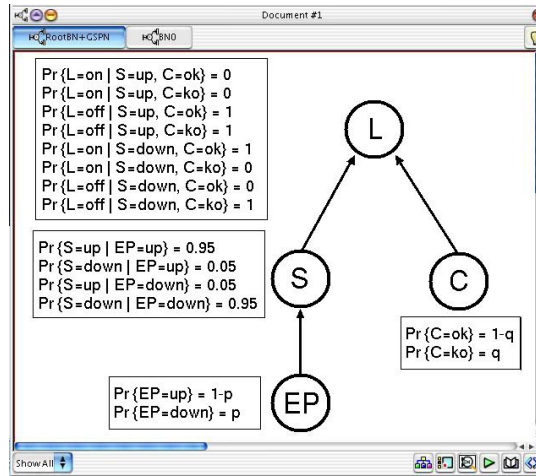 Document #1
RootBN+GSPN
BN0
Pr{L=on | S=up, C=ok} = 0
Pr{L=on | S=up, C=ko} = 0
Pr{L=off | S=up, C=ok} = 1
Pr{L=off | S=up, C=ko} = 1
Pr{L=on | S=down, C=ok} = 1
Pr{L=on | S=down, C=ko} = 0
Pr{L=off | S=down, C=ok} = 0
Pr{L=off | S=down, C=ko} = 1
L
Pr{S=up | EP=up} = 0.95
Pr{S=down | EP=up} = 0.05
Pr{S=up | EP=down} = 0.05
Pr{S=down | EP=down} = 0.95
S
C
Pr{C=ok} = 1-q
Pr{C=ko} = q
Pr{EP=up} = 1-p
Pr{EP=down} = p
EP
Show All